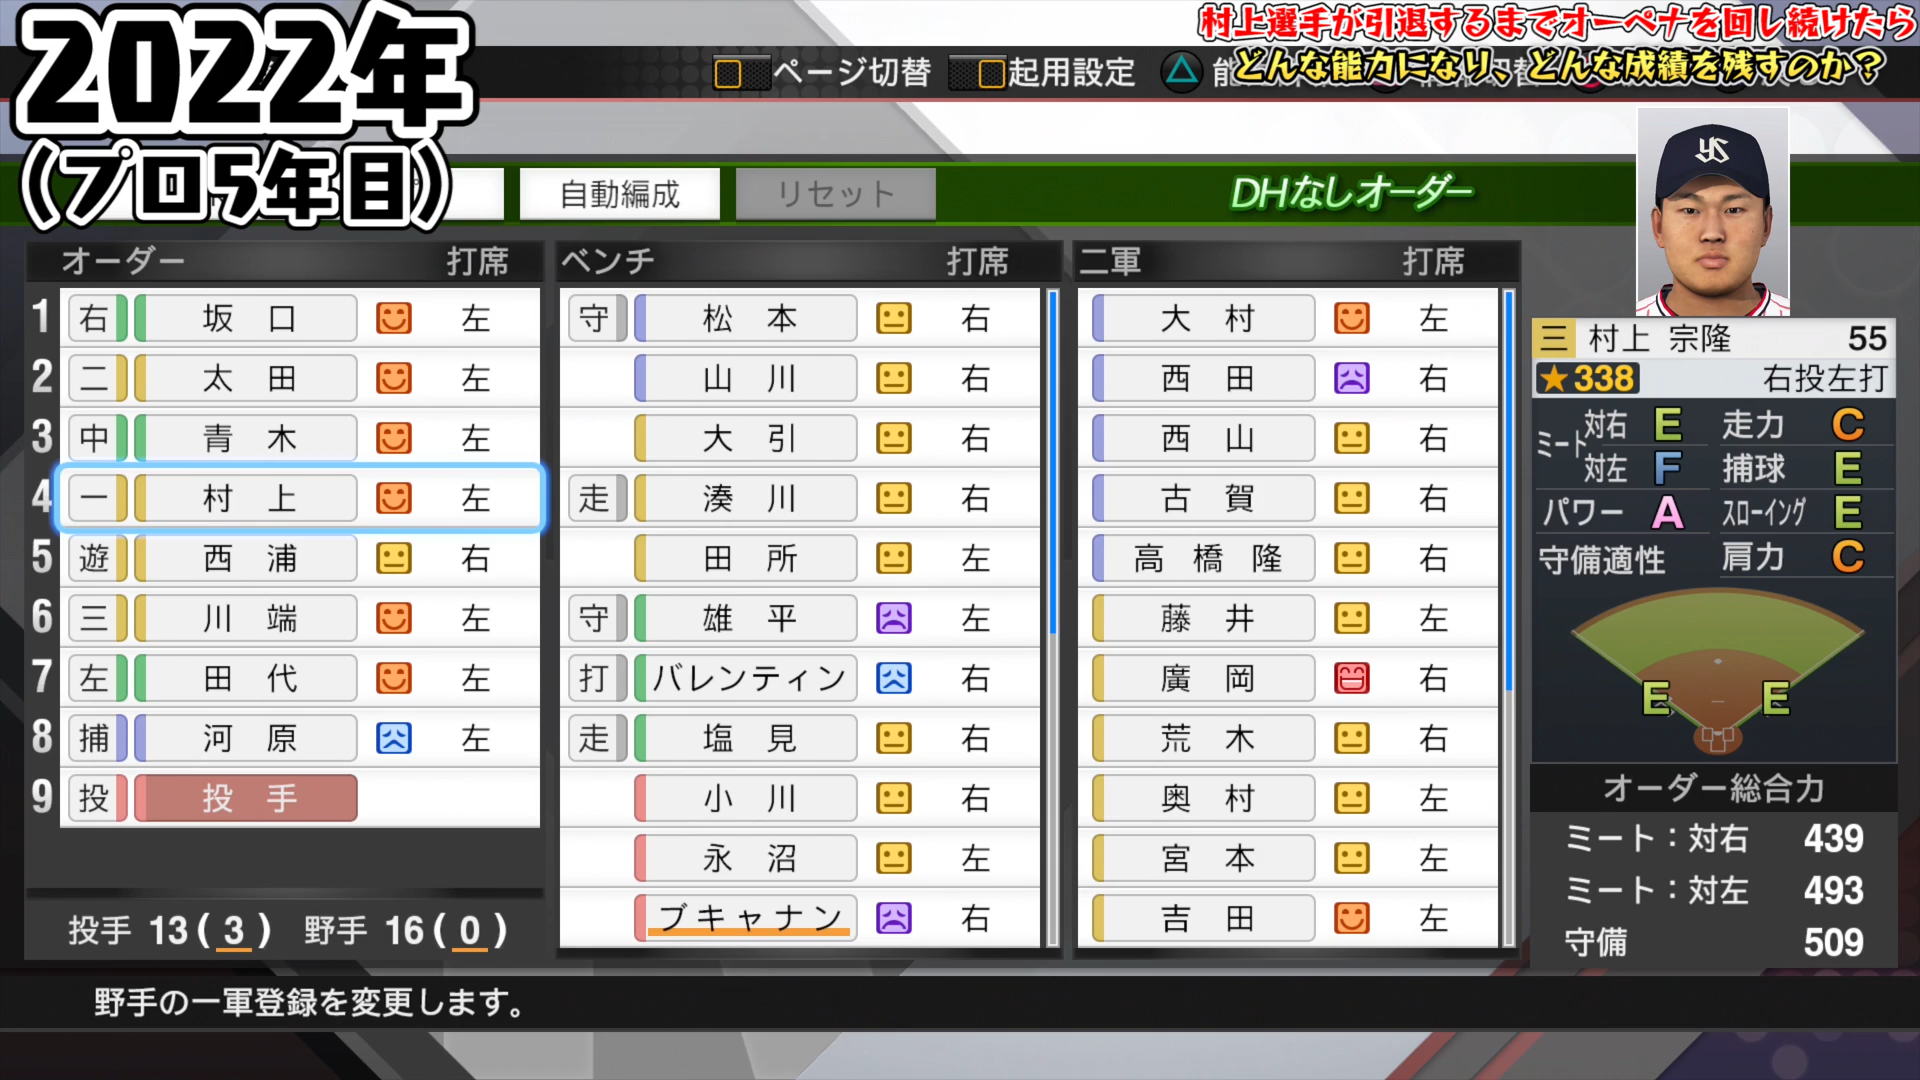 2022年
(プロ5年目)
村上選手が引退するまでオーペナを回し続けたら
どんな能力になり、どんな成績を残すのか?
ページ切替
起用設定
能
自動編成
リセット
DHなしオーダー
オーダー 打席
1 右 坂口 左
2 二 太田 左
3 中 青木 左
4 一 村上 左
5 遊 西浦 右
6 三 川端 左
7 左 田代 左
8 捕 河原 左
9 投 投手
投手 13(3) 野手 16(0)
ベンチ 打席
守 松本 右
山川 右
大引 右
走 湊川 右
田所 左
守 雄平 左
打 バレンティン 右
走 塩見 右
小川 右
永沼 左
ブキャナン 右
二軍 打席
大村 左
西田 右
西山 右
古賀 右
高橋隆 右
藤井 左
廣岡 右
荒木 右
奥村 左
宮本 左
吉田 左
YS
三 村上 宗隆 55
★338 右投左打
ミート 対右 E 走力 C
対左 F 捕球 E
パワー A スローイング E
守備適性 肩力 C
E E
オーダー総合力
ミート:対右 439
ミート:対左 493
守備 509
野手の一軍登録を変更します。